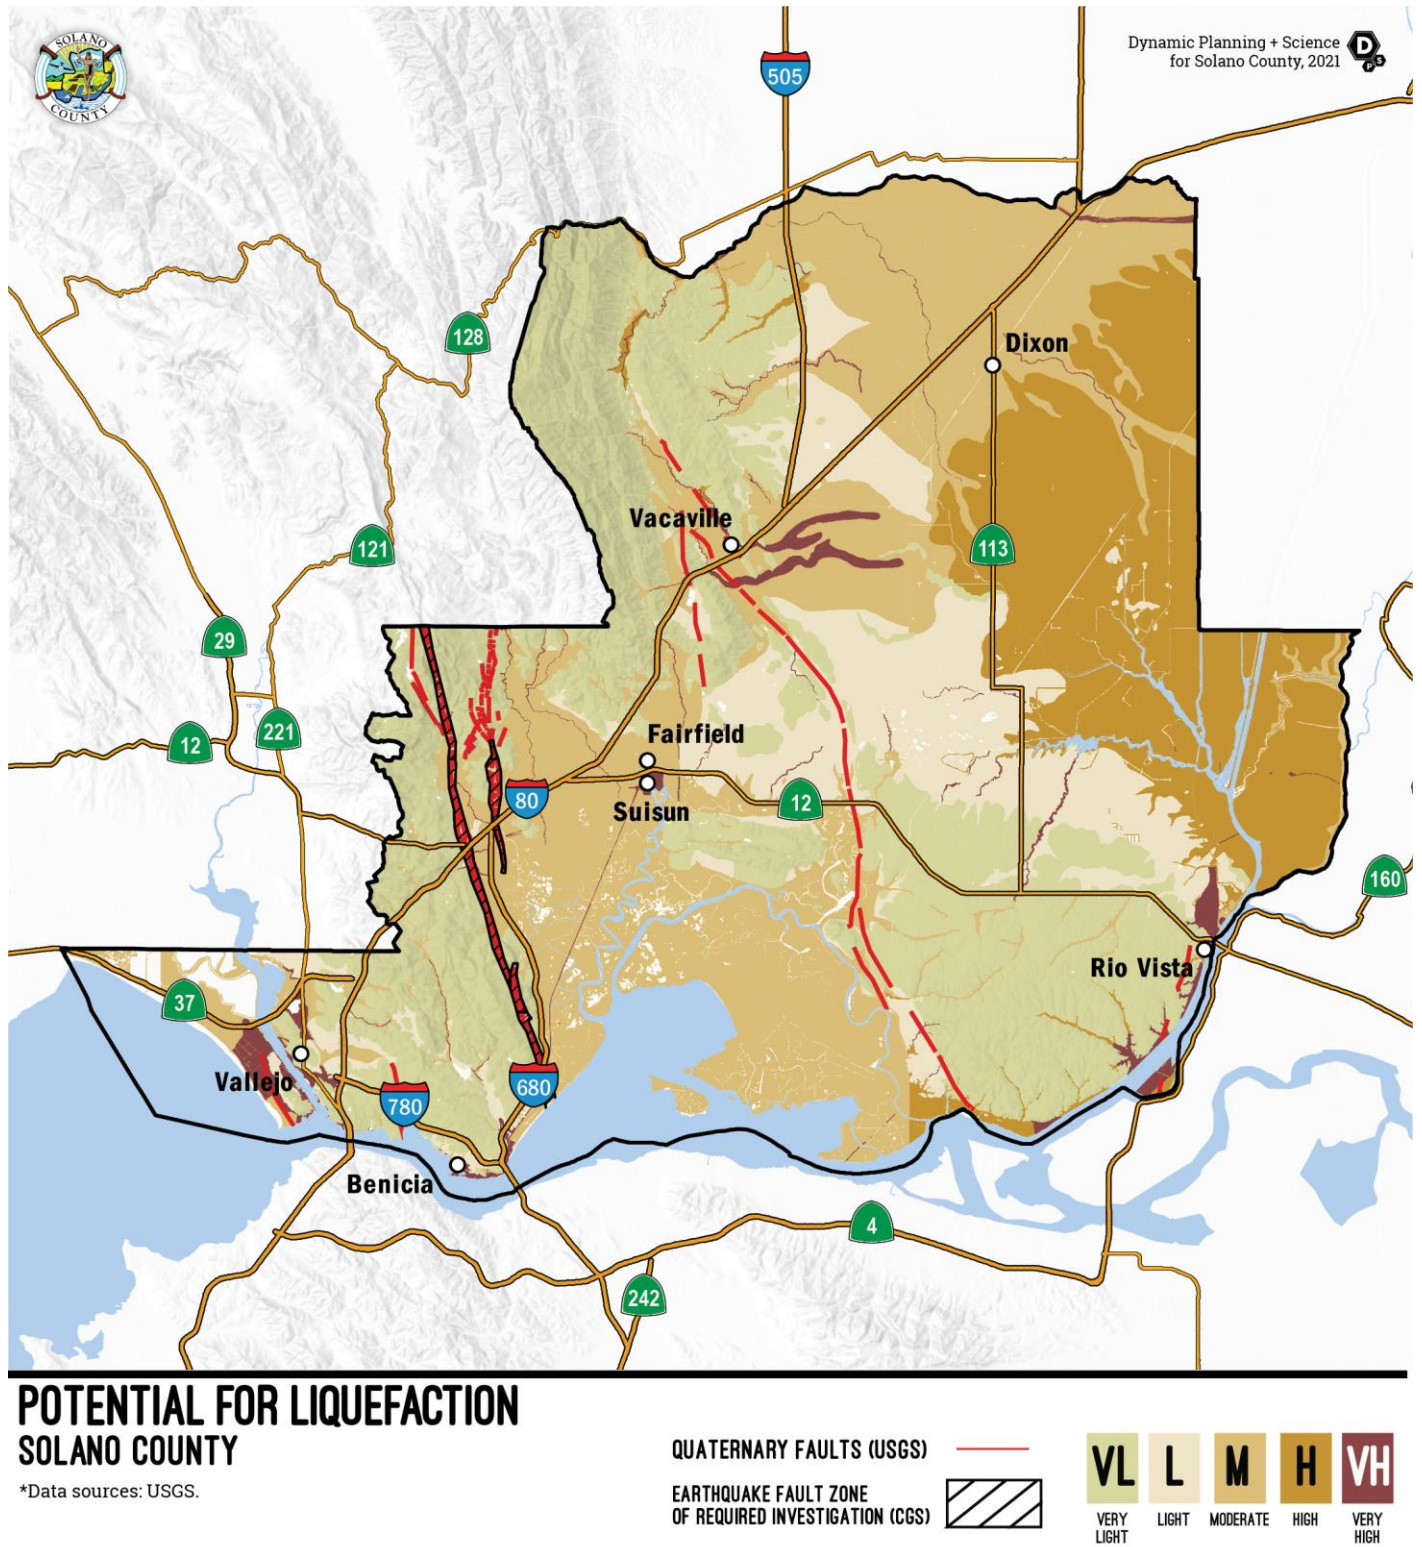 SOLANO
COUNTY
Dynamic Planning + Science
for Solano County, 2021
D
P S
505
128
Dixon
Vacaville
121
113
29
12
221
Fairfield
80
Suisun
12
160
37
Rio Vista
Vallejo
680
780
Benicia
4
242
POTENTIAL FOR LIQUEFACTION
SOLANO COUNTY
*Data sources: USGS.
QUATERNARY FAULTS (USGS)
EARTHQUAKE FAULT ZONE
OF REQUIRED INVESTIGATION (CGS)
VL L M H VH
VERY LIGHT
LIGHT
MODERATE
HIGH
VERY HIGH